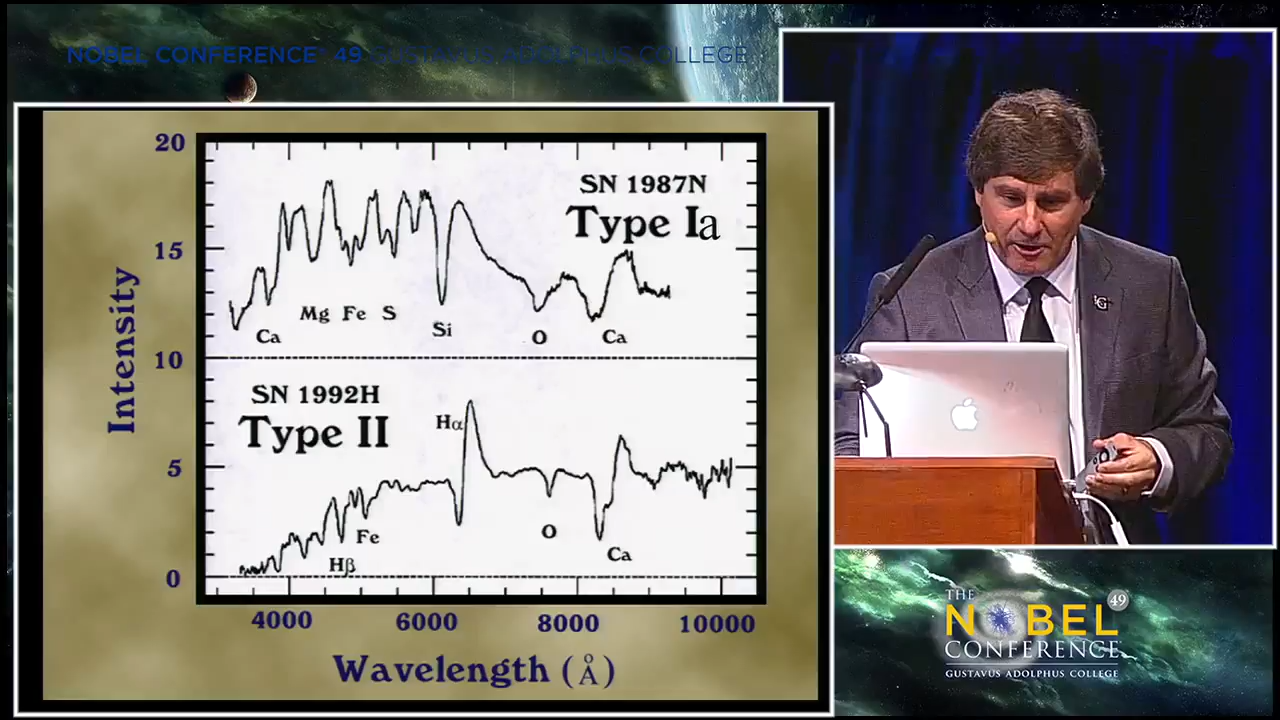 NOBEL CONFERENCE 49 GUSTAVUS ADOLPHUS COLLEGE
20
SN 1987N
Type Ia
15
Mg Fe S
Si
Ca
O
Ca
Intensity
10
SN 1992H
Type II
Hα
5
Fe
O
Ca
Hβ
0
4000 6000 8000 10000
Wavelength (Å)
G
THE
NOBEL
49
CONFERENCE
GUSTAVUS ADOLPHUS COLLEGE